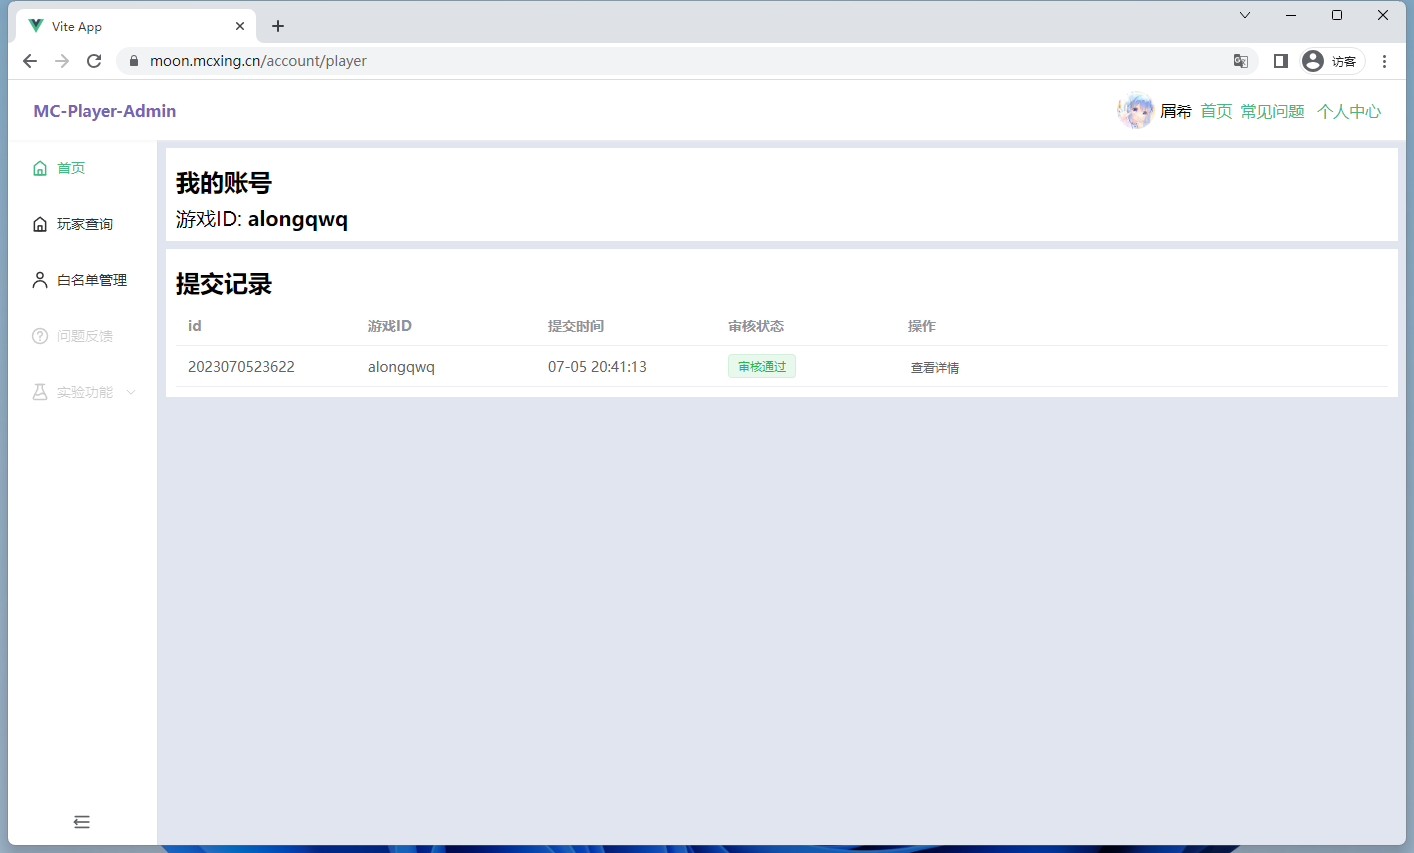 Vite App
moon.mcxing.cn/account/player
访客
MC-Player-Admin
屑希 首页 常见问题 个人中心
首页
玩家查询
白名单管理
问题反馈
实验功能
我的账号
游戏ID: alongqwq
提交记录
id 游戏ID 提交时间 审核状态 操作
2023070523622 alongqwq 07-05 20:41:13 审核通过 查看详情